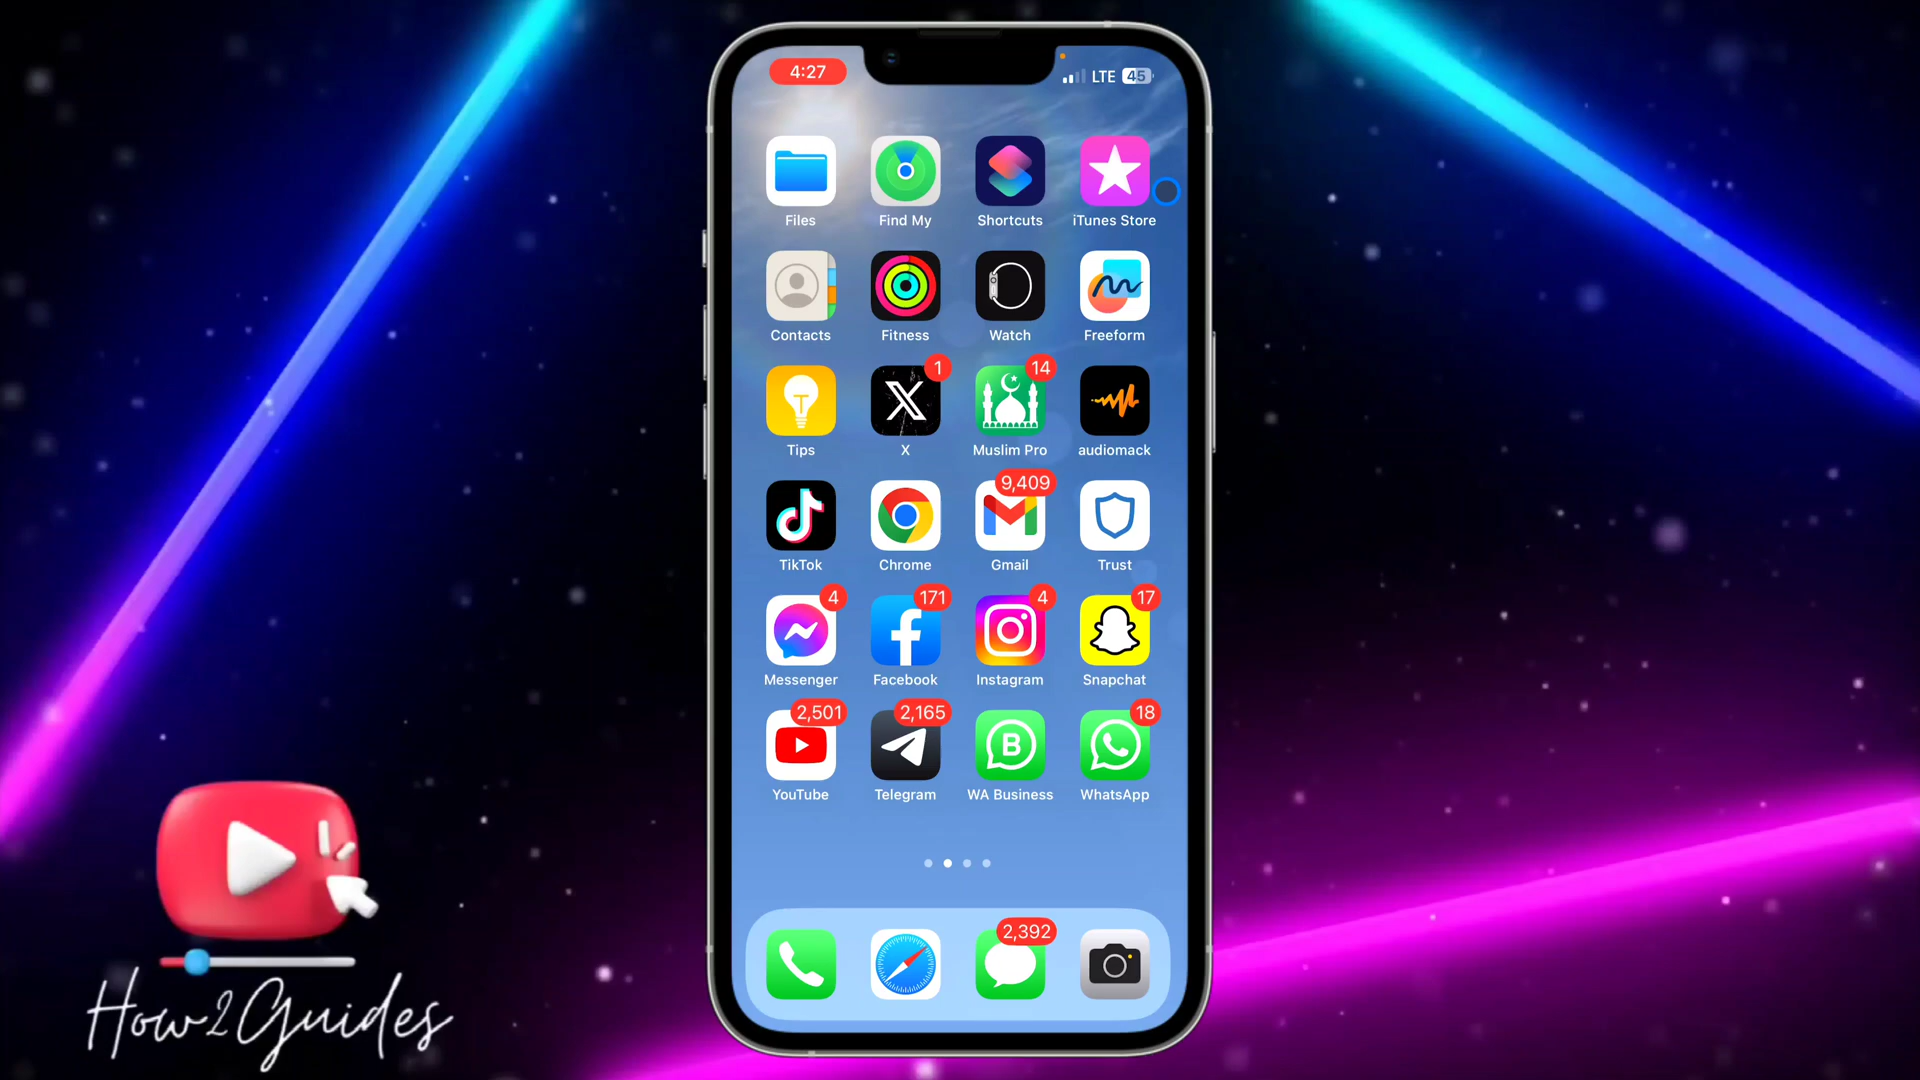 4:27
LTE 45
Files Find My Shortcuts iTunes Store
Contacts Fitness Watch Freeform
1 14
Tips X Muslim Pro audiomack
9,409
TikTok Chrome Gmail Trust
4 171 4 17
Messenger Facebook Instagram Snapchat
2,501 2,165 18
B
YouTube Telegram WA Business WhatsApp
2,392
How2Guides